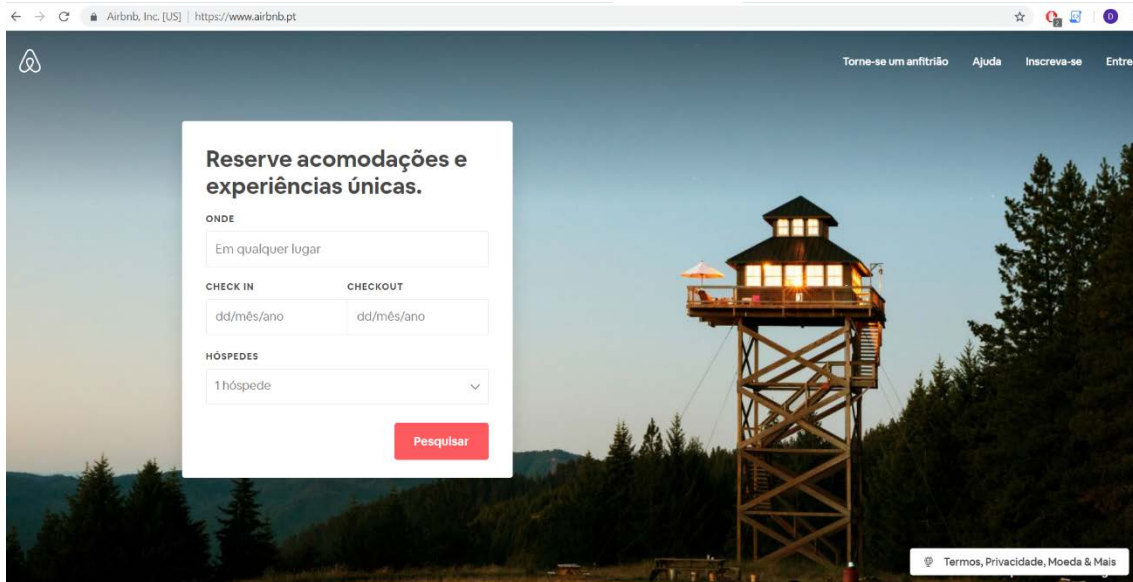 Airbnb, Inc. [US] | https://www.airbnb.pt
2
D
Torne-se um anfitrião Ajuda Inscreva-se Entre
Reserve acomodações e
experiências únicas.
ONDE
Em qualquer lugar
CHECK IN CHECKOUT
dd/mês/ano dd/mês/ano
HÓSPEDES
1 hóspede
Pesquisar
Termos, Privacidade, Moeda & Mais